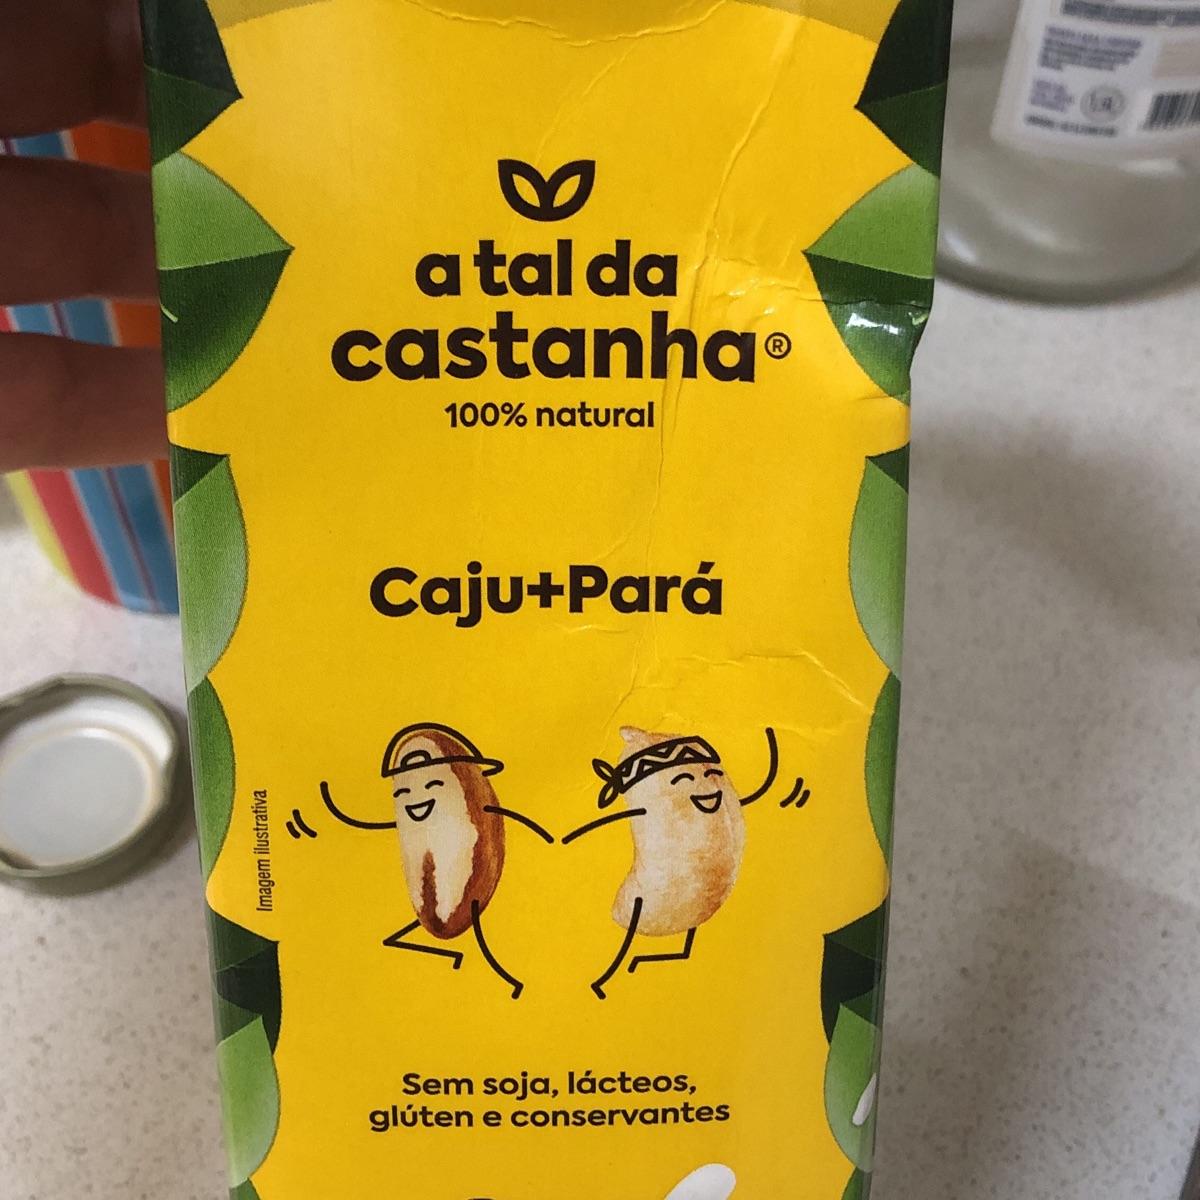 a tal da
castanha®
100% natural
Caju+Pará
Imagem ilustrativa
Sem soja, lácteos,
glúten e conservantes